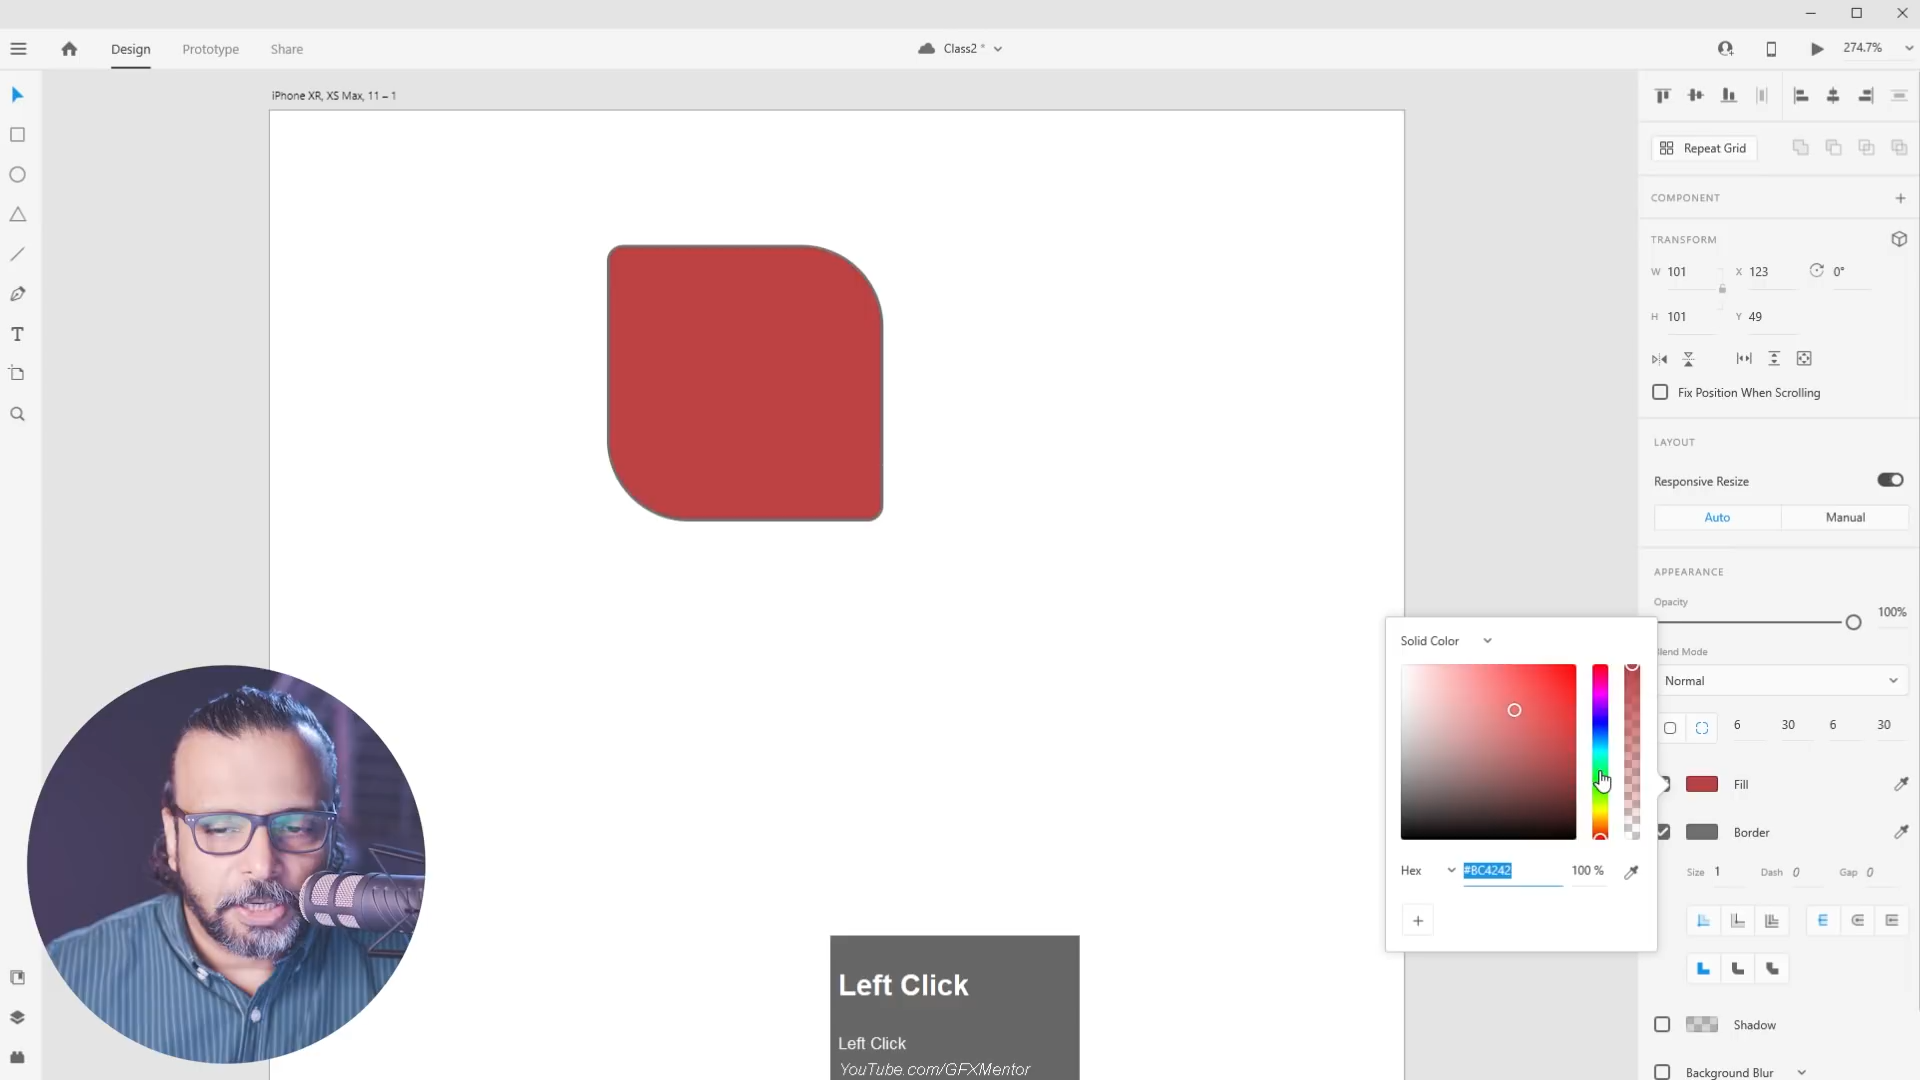 Design
Prototype
Share
Class2 *
274.7%
iPhone XR, XS Max, 11 – 1
Repeat Grid
COMPONENT
TRANSFORM
W 101
X 123
0°
H 101
Y 49
Fix Position When Scrolling
LAYOUT
Responsive Resize
Auto
Manual
APPEARANCE
Opacity
100%
Solid Color
Blend Mode
Normal
6 30 6 30
Fill
Border
Hex
#BC4242
100 %
Size 1
Dash 0
Gap 0
Left Click
Left Click
YouTube.com/GFXMentor
Shadow
Background Blur
T